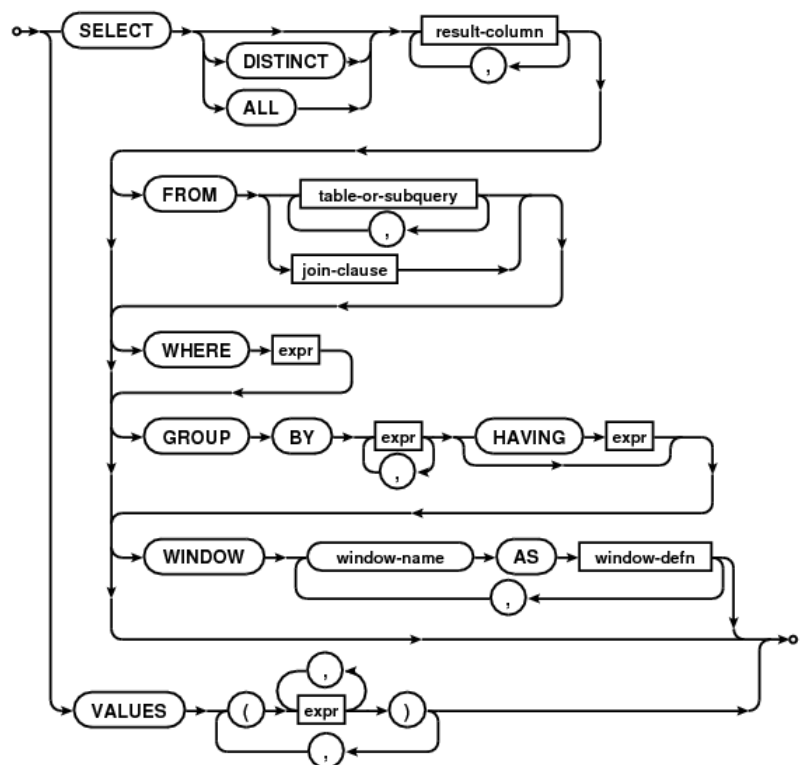 SELECT result-column
DISTINCT ,
ALL
FROM table-or-subquery
,
join-clause
WHERE expr
GROUP BY expr HAVING expr
,
WINDOW window-name AS window-defn
,
,
VALUES ( expr )
,